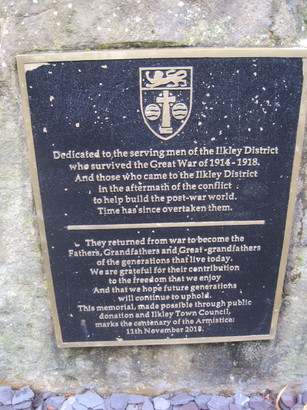 Dedicated to the serving men of the Ilkley District
who survived the Great War of 1914 - 1918.
And those who came to the Ilkley District
in the aftermath of the conflict
to help build the post-war world.
Time has since overtaken them.
They returned from war to become the
Fathers, Grandfathers and Great-grandfathers
of the generations that live today.
We are grateful for their contribution
to the freedom that we enjoy
And that we hope future generations
will continue to uphold.
This memorial, made possible through public
donation and Ilkley Town Council,
marks the centenary of the Armistice:
11th November 2018.